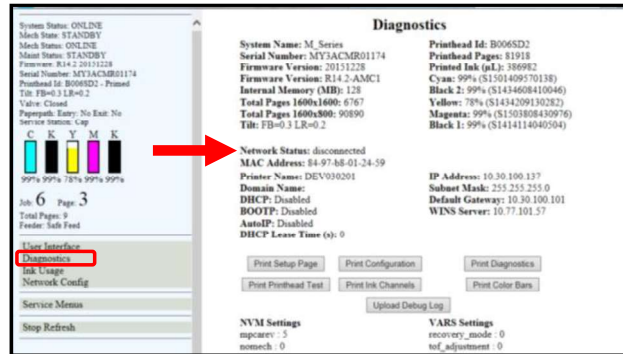 System Status: ONLINE
Mech State: STANDBY
Mech Status: ONLINE
Maint Status: STANDBY
Firmware: R14.2 20151228
Serial Number: MY3ACMR01174
Printhead Id: B006SD2 - Primed
Tilt: FB=0.3 LR=0.2
Valve: Closed
Paperpath: Entry: No Exit: No
Service Station: Cap
C K Y M K
99% 99% 78% 99% 99%
Job: 6 Page: 3
Total Pages: 9
Feeder: Safe Feed
User Interface
Diagnostics
Ink Usage
Network Config
Service Menus
Stop Refresh
Diagnostics
System Name: M_Series
Serial Number: MY3ACMR01174
Firmware Version: 20151228
Firmware Version: R14.2-AMC1
Internal Memory (MB): 128
Total Pages 1600x1600: 6767
Total Pages 1600x800: 90890
Tilt: FB=0.3 LR=0.2
Printhead Id: B006SD2
Printhead Pages: 81918
Printed Ink (µL): 386982
Cyan: 99% (S1501409570138)
Black 2: 99% (S1434608410046)
Yellow: 78% (S1434209130282)
Magenta: 99% (S1503808430976)
Black 1: 99% (S1414114040504)
Network Status: disconnected
MAC Address: 84-97-b8-01-24-59
Printer Name: DEV030201
Domain Name:
DHCP: Disabled
BOOTP: Disabled
AutoIP: Disabled
DHCP Lease Time (s): 0
IP Address: 10.30.100.137
Subnet Mask: 255.255.255.0
Default Gateway: 10.30.100.101
WINS Server: 10.77.101.57
Print Setup Page Print Configuration Print Diagnostics
Print Printhead Test Print Ink Channels Print Color Bars
Upload Debug Log
NVM Settings
mpcarev : 5
nomech : 0
VARS Settings
recovery_mode : 0
tof_adjustment : 0